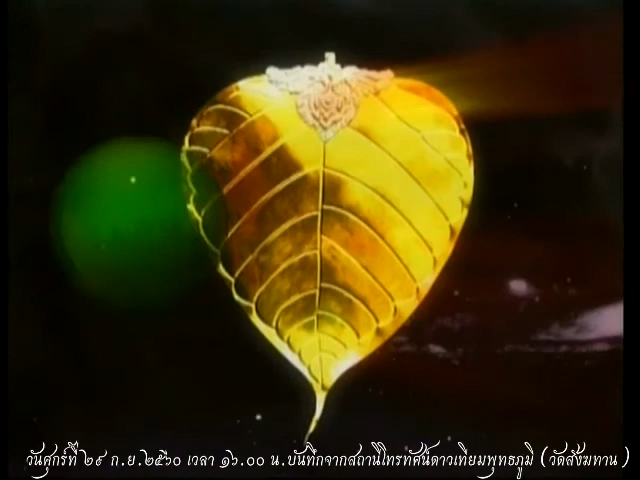 วันศุกร์ที่ ๒๙ ก.ย.๒๕๖๐ เวลา ๑๖.๐๐ น.บันทึกจากสถานีโทรทัศน์ดาวเทียมพุทธภูมิ (วัดสังฆทาน)